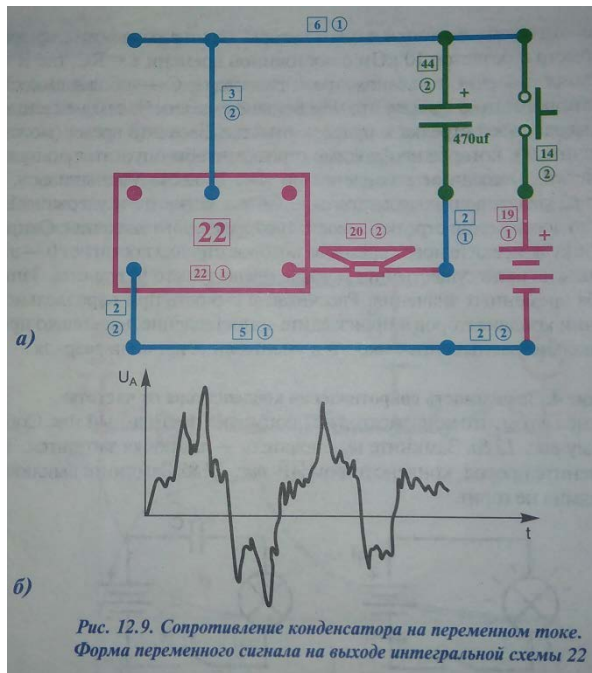 6 1
44
2
3
2
+
470uf
14
2
22
19
1
+
2
1
20 2
22 1
2
2
5 1
2 2
а)
U_A
t
б)
Рис. 12.9. Сопротивление конденсатора на переменном токе.
Форма переменного сигнала на выходе интегральной схемы 22